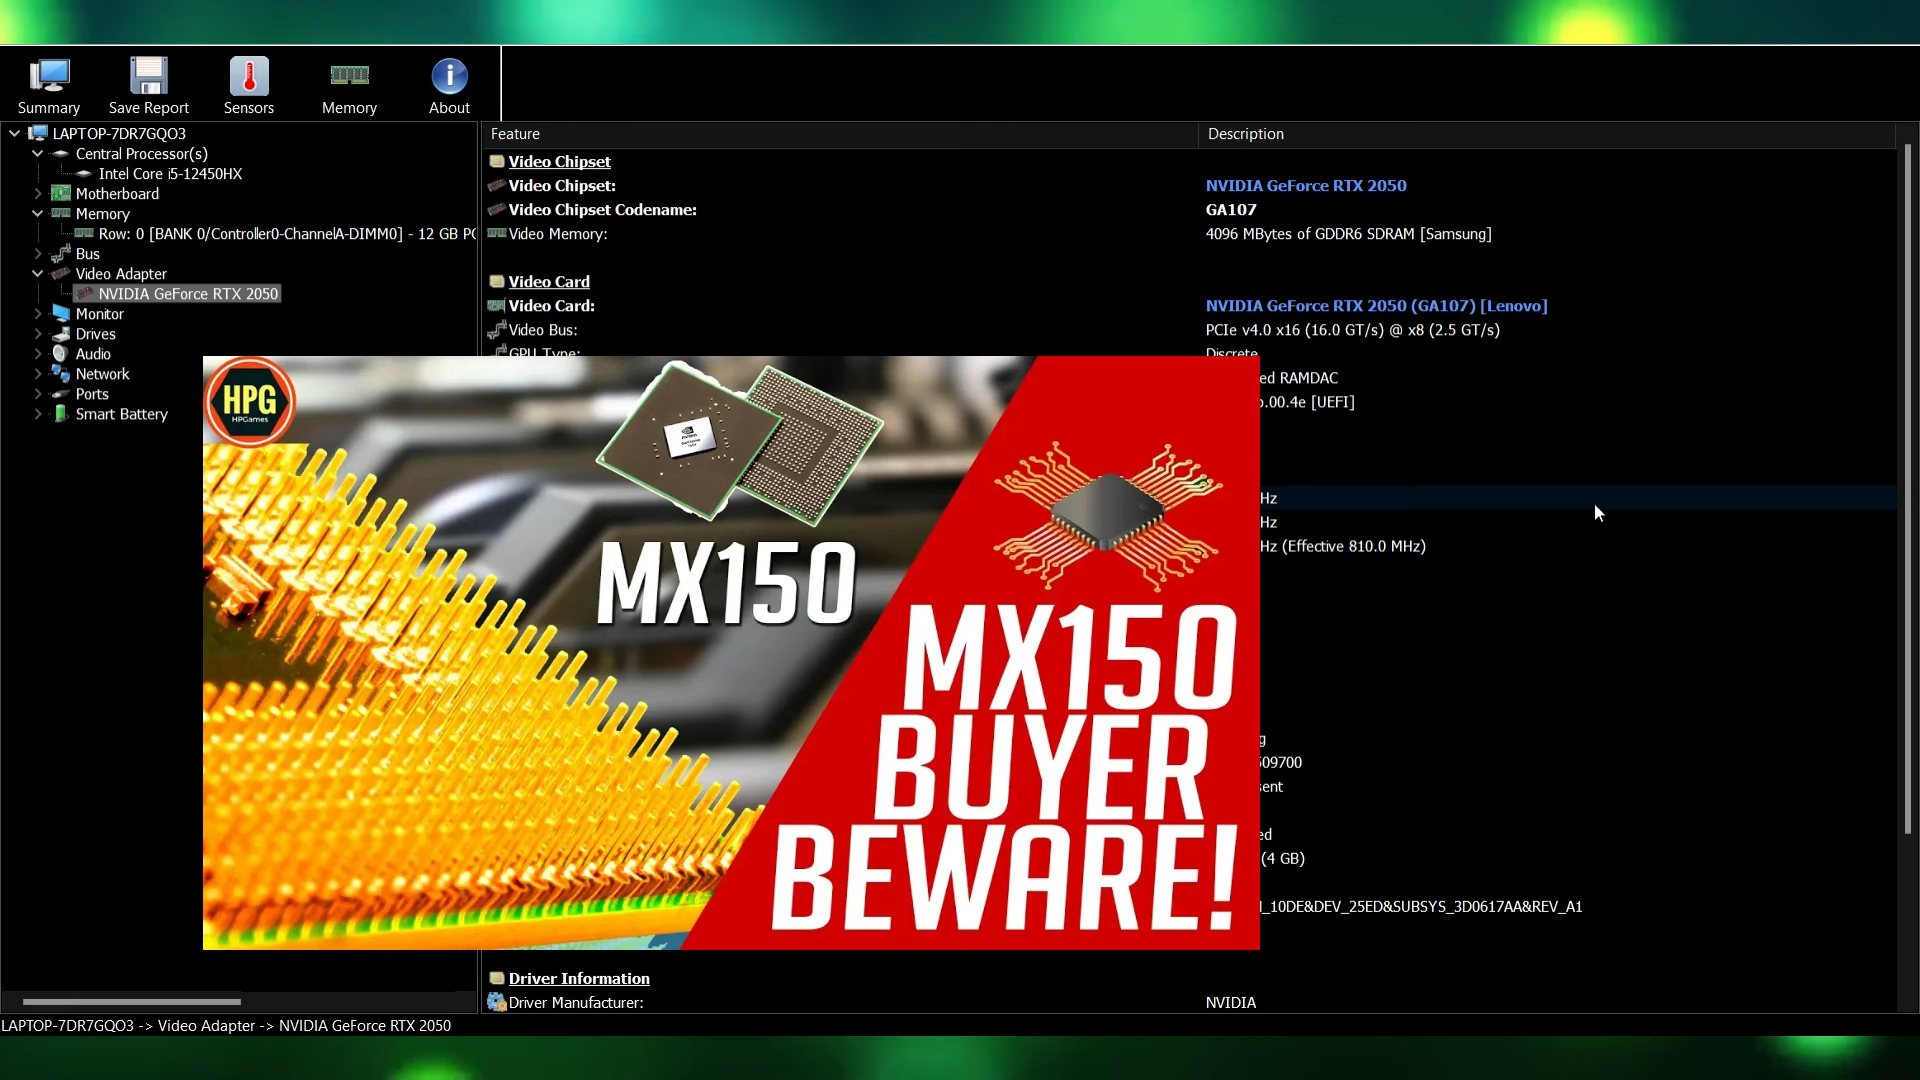 Summary
Save Report
Sensors
Memory
About
LAPTOP-7DR7GQO3
Central Processor(s)
Intel Core i5-12450HX
Motherboard
Memory
Row: 0 [BANK 0/Controller0-ChannelA-DIMM0] - 12 GB PC
Bus
Video Adapter
NVIDIA GeForce RTX 2050
Monitor
Drives
Audio
Network
Ports
Smart Battery
Feature Description
Video Chipset
Video Chipset: NVIDIA GeForce RTX 2050
Video Chipset Codename: GA107
Video Memory: 4096 MBytes of GDDR6 SDRAM [Samsung]
Video Card
Video Card: NVIDIA GeForce RTX 2050 (GA107) [Lenovo]
Video Bus: PCIe v4.0 x16 (16.0 GT/s) @ x8 (2.5 GT/s)
GPU Type: Discrete
ed RAMDAC
.00.4e [UEFI]
Hz
Hz
Hz (Effective 810.0 MHz)
g
09700
sent
ed
(4 GB)
_10DE&DEV_25ED&SUBSYS_3D0617AA&REV_A1
HPG
HPGames
MX150
MX150
BUYER
BEWARE!
Driver Information
Driver Manufacturer: NVIDIA
LAPTOP-7DR7GQO3 -> Video Adapter -> NVIDIA GeForce RTX 2050